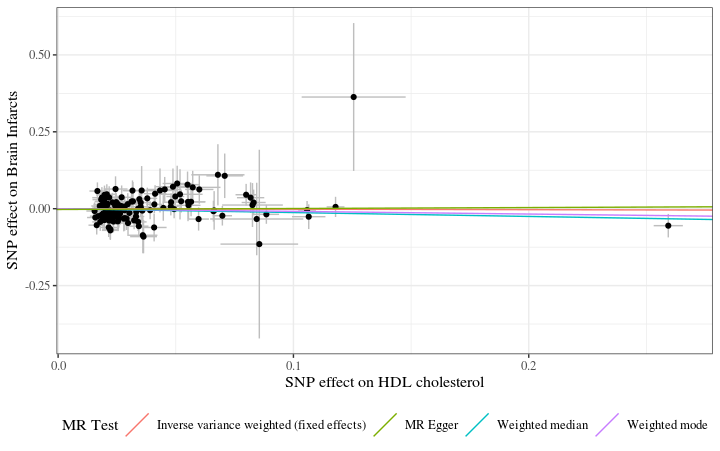 0.50
0.25
0.00
-0.25
SNP effect on Brain Infarcts
0.0 0.1 0.2
SNP effect on HDL cholesterol
MR Test Inverse variance weighted (fixed effects) MR Egger Weighted median Weighted mode